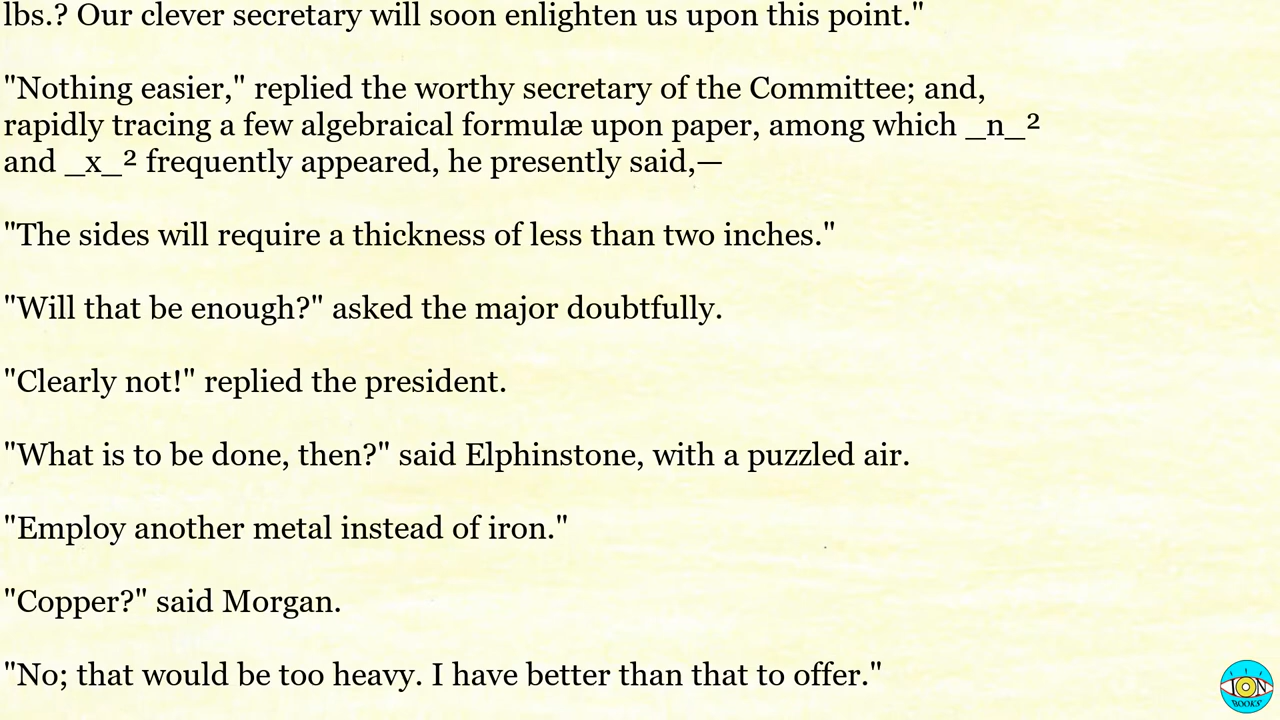 lbs.? Our clever secretary will soon enlighten us upon this point."
"Nothing easier," replied the worthy secretary of the Committee; and,
rapidly tracing a few algebraical formulæ upon paper, among which _n_²
and _x_² frequently appeared, he presently said,—
"The sides will require a thickness of less than two inches."
"Will that be enough?" asked the major doubtfully.
"Clearly not!" replied the president.
"What is to be done, then?" said Elphinstone, with a puzzled air.
"Employ another metal instead of iron."
"Copper?" said Morgan.
"No; that would be too heavy. I have better than that to offer."
ION
BOOKS